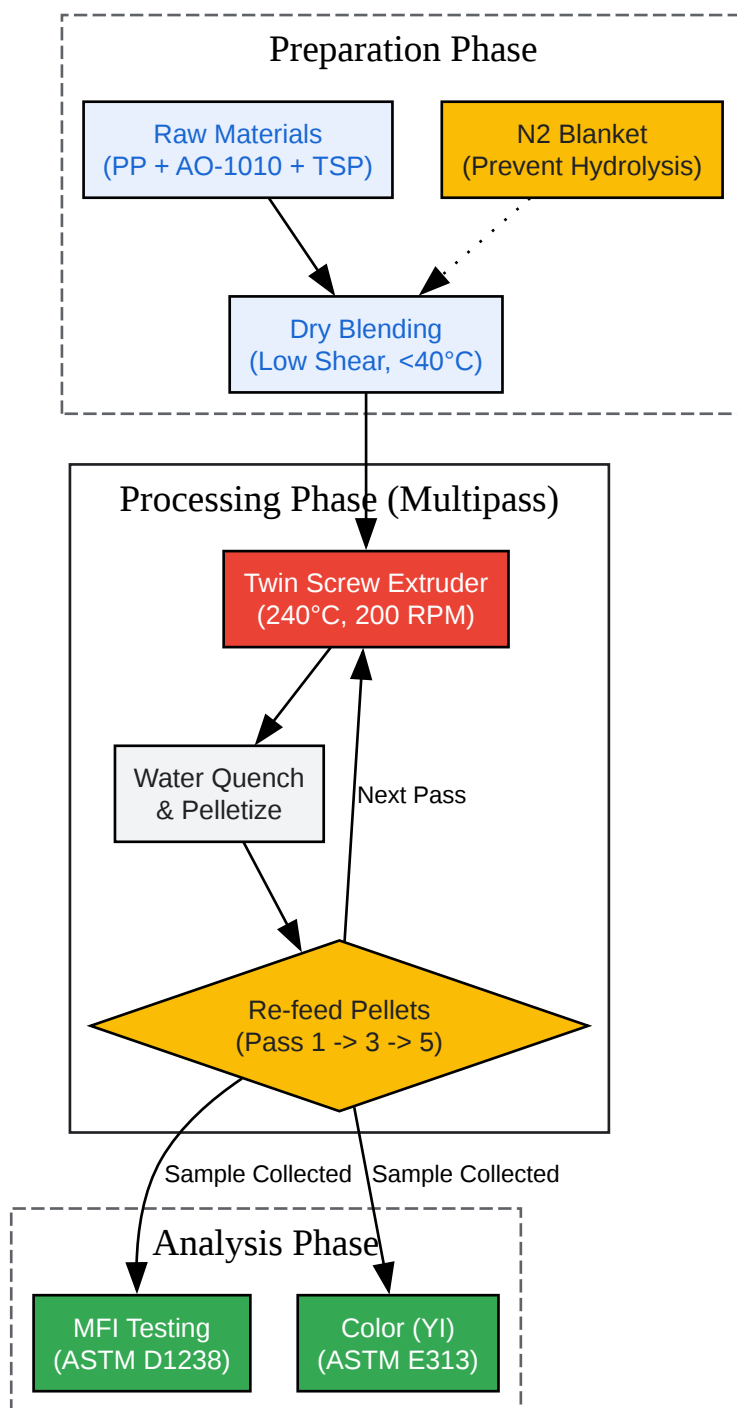 Preparation Phase
Raw Materials
(PP + AO-1010 + TSP)
N2 Blanket
(Prevent Hydrolysis)
Dry Blending
(Low Shear, <40°C)
Processing Phase (Multipass)
Twin Screw Extruder
(240°C, 200 RPM)
Water Quench
& Pelletize
Next Pass
Re-feed Pellets
(Pass 1 -> 3 -> 5)
Sample Collected
Sample Collected
Analysis Phase
MFI Testing
(ASTM D1238)
Color (YI)
(ASTM E313)